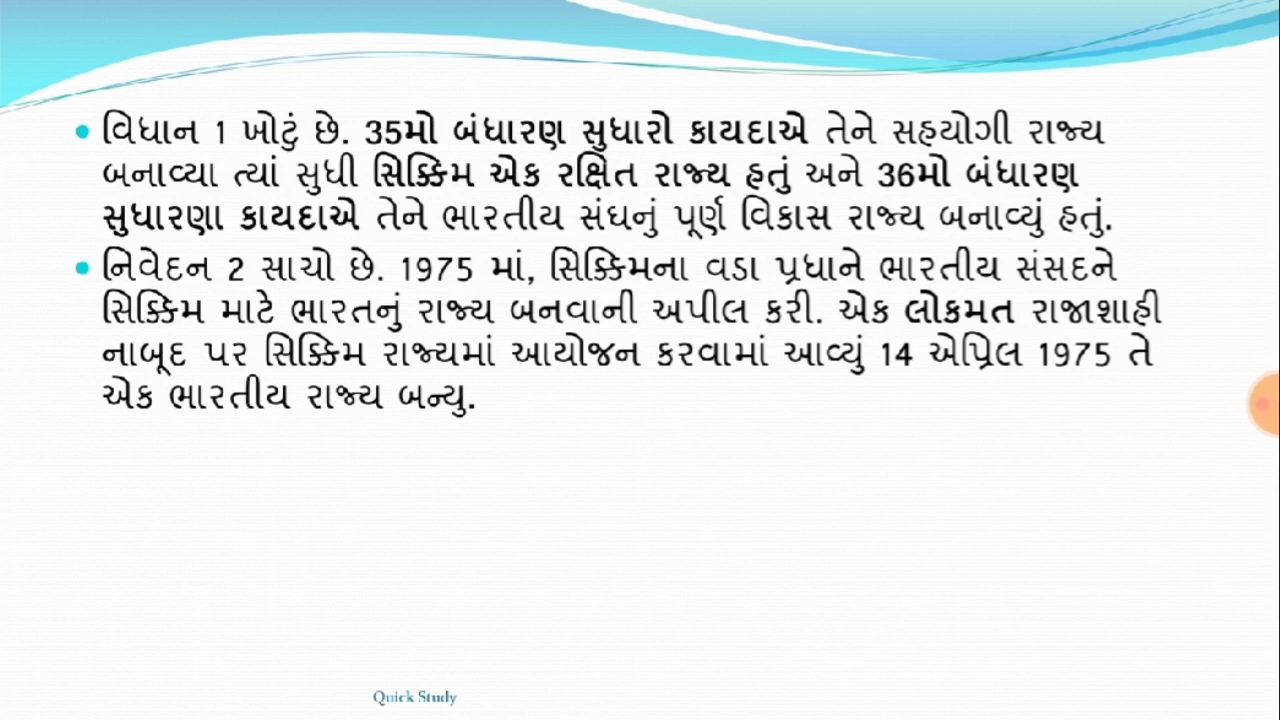 વિધાન 1 ખોટું છે. 35મો બંધારણ સુધારો કાયદાએ તેને સહયોગી રાજ્ય
બનાવ્યા ત્યાં સુધી સિક્કિમ એક રક્ષિત રાજ્ય હતું અને 36મો બંધારણ
સુધારણા કાયદાએ તેને ભારતીય સંઘનું પૂર્ણ વિકાસ રાજ્ય બનાવ્યું હતું.
નિવેદન 2 સાચો છે. 1975 માં, સિક્કિમના વડા પ્રધાને ભારતીય સંસદને
સિક્કિમ માટે ભારતનું રાજ્ય બનવાની અપીલ કરી. એક લોકમત રાજાશાહી
નાબૂદ પર સિક્કિમ રાજ્યમાં આયોજન કરવામાં આવ્યું 14 એપ્રિલ 1975 તે
એક ભારતીય રાજ્ય બન્યુ.
Quick Study